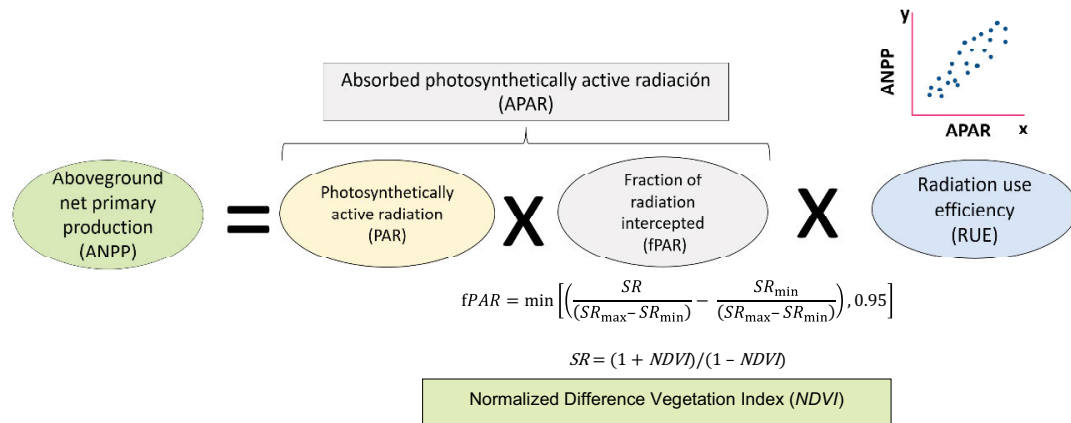 y
ANPP
APAR x
Absorbed photosynthetically active radiación
(APAR)
Aboveground
net primary
production
(ANPP)
=
Photosynthetically
active radiation
(PAR)
X
Fraction of
radiation
intercepted
(fPAR)
X
Radiation use
efficiency
(RUE)
fPAR = min [(SR/(SRmax– SRmin) − SRmin/(SRmax– SRmin)), 0.95]
SR = (1 + NDVI)/(1 – NDVI)
Normalized Difference Vegetation Index (NDVI)